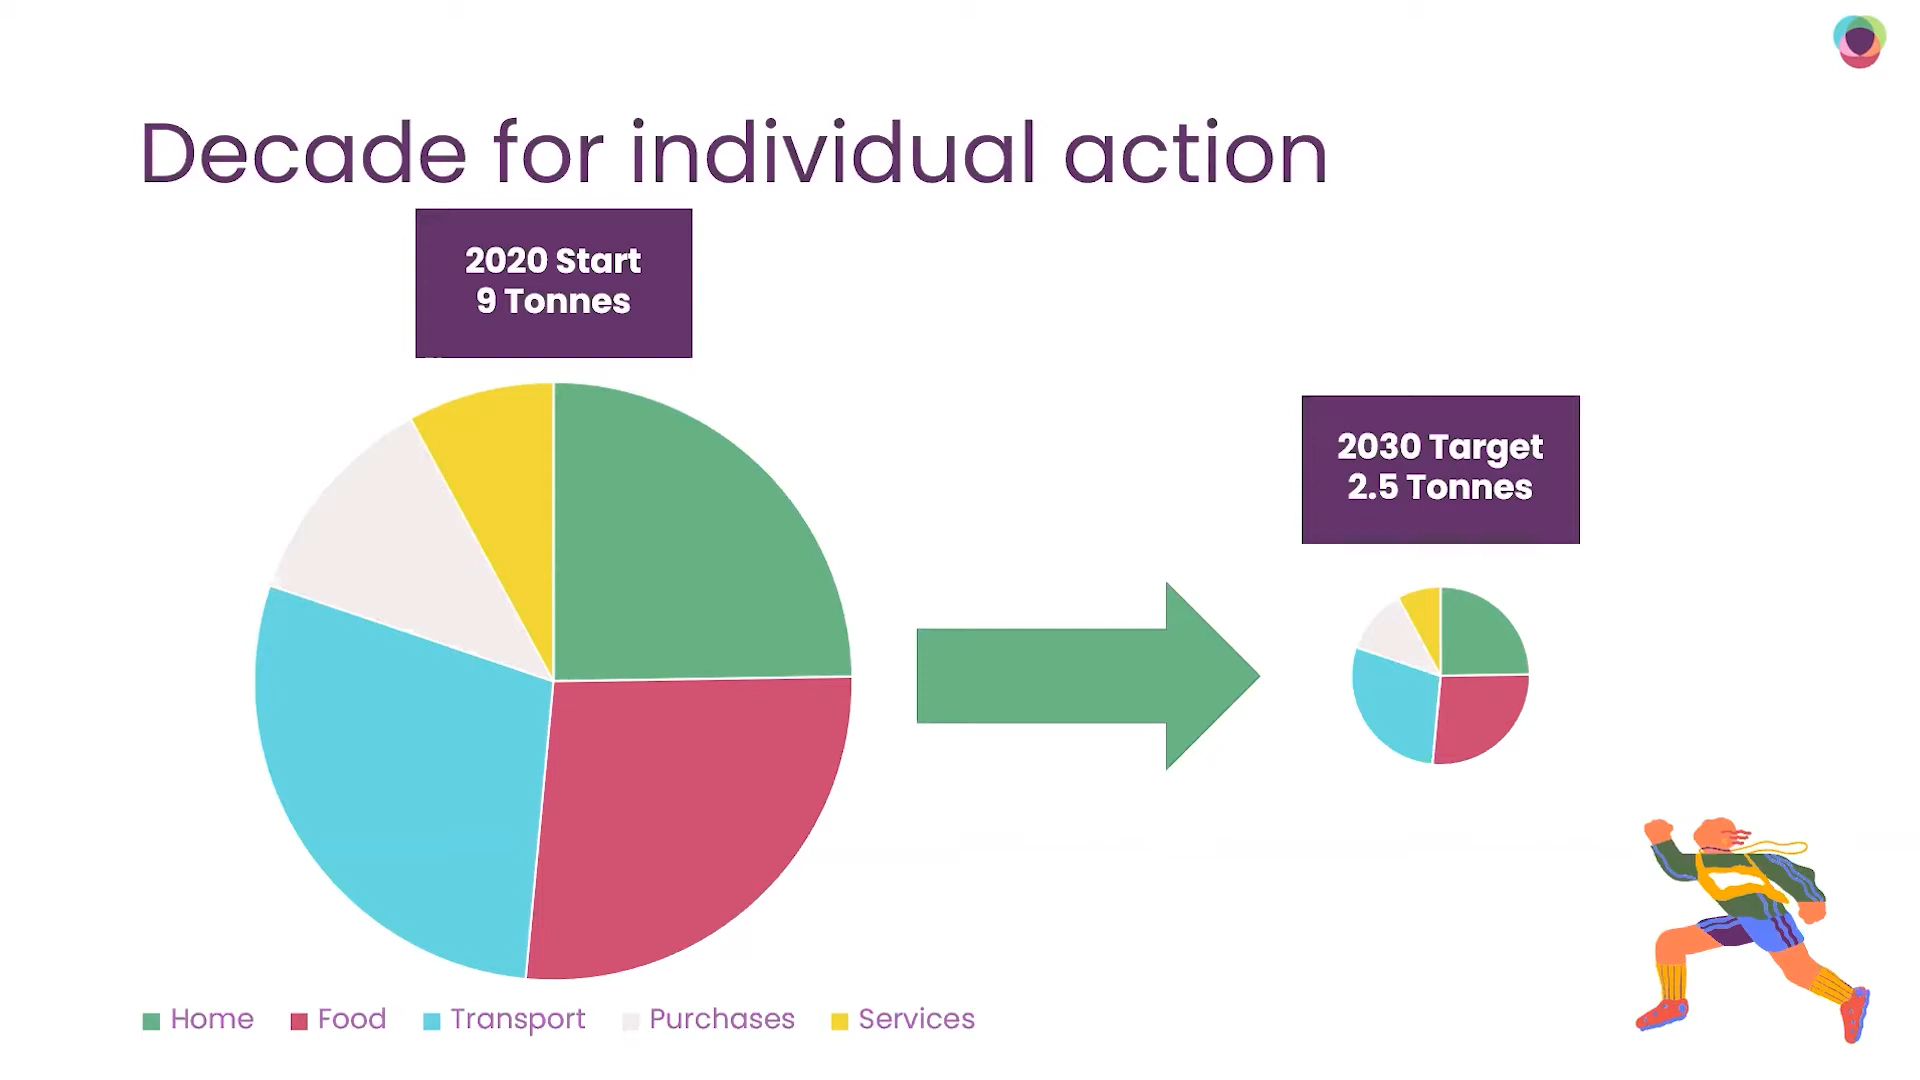 Decade for individual action
2020 Start
9 Tonnes
2030 Target
2.5 Tonnes
Home Food Transport Purchases Services